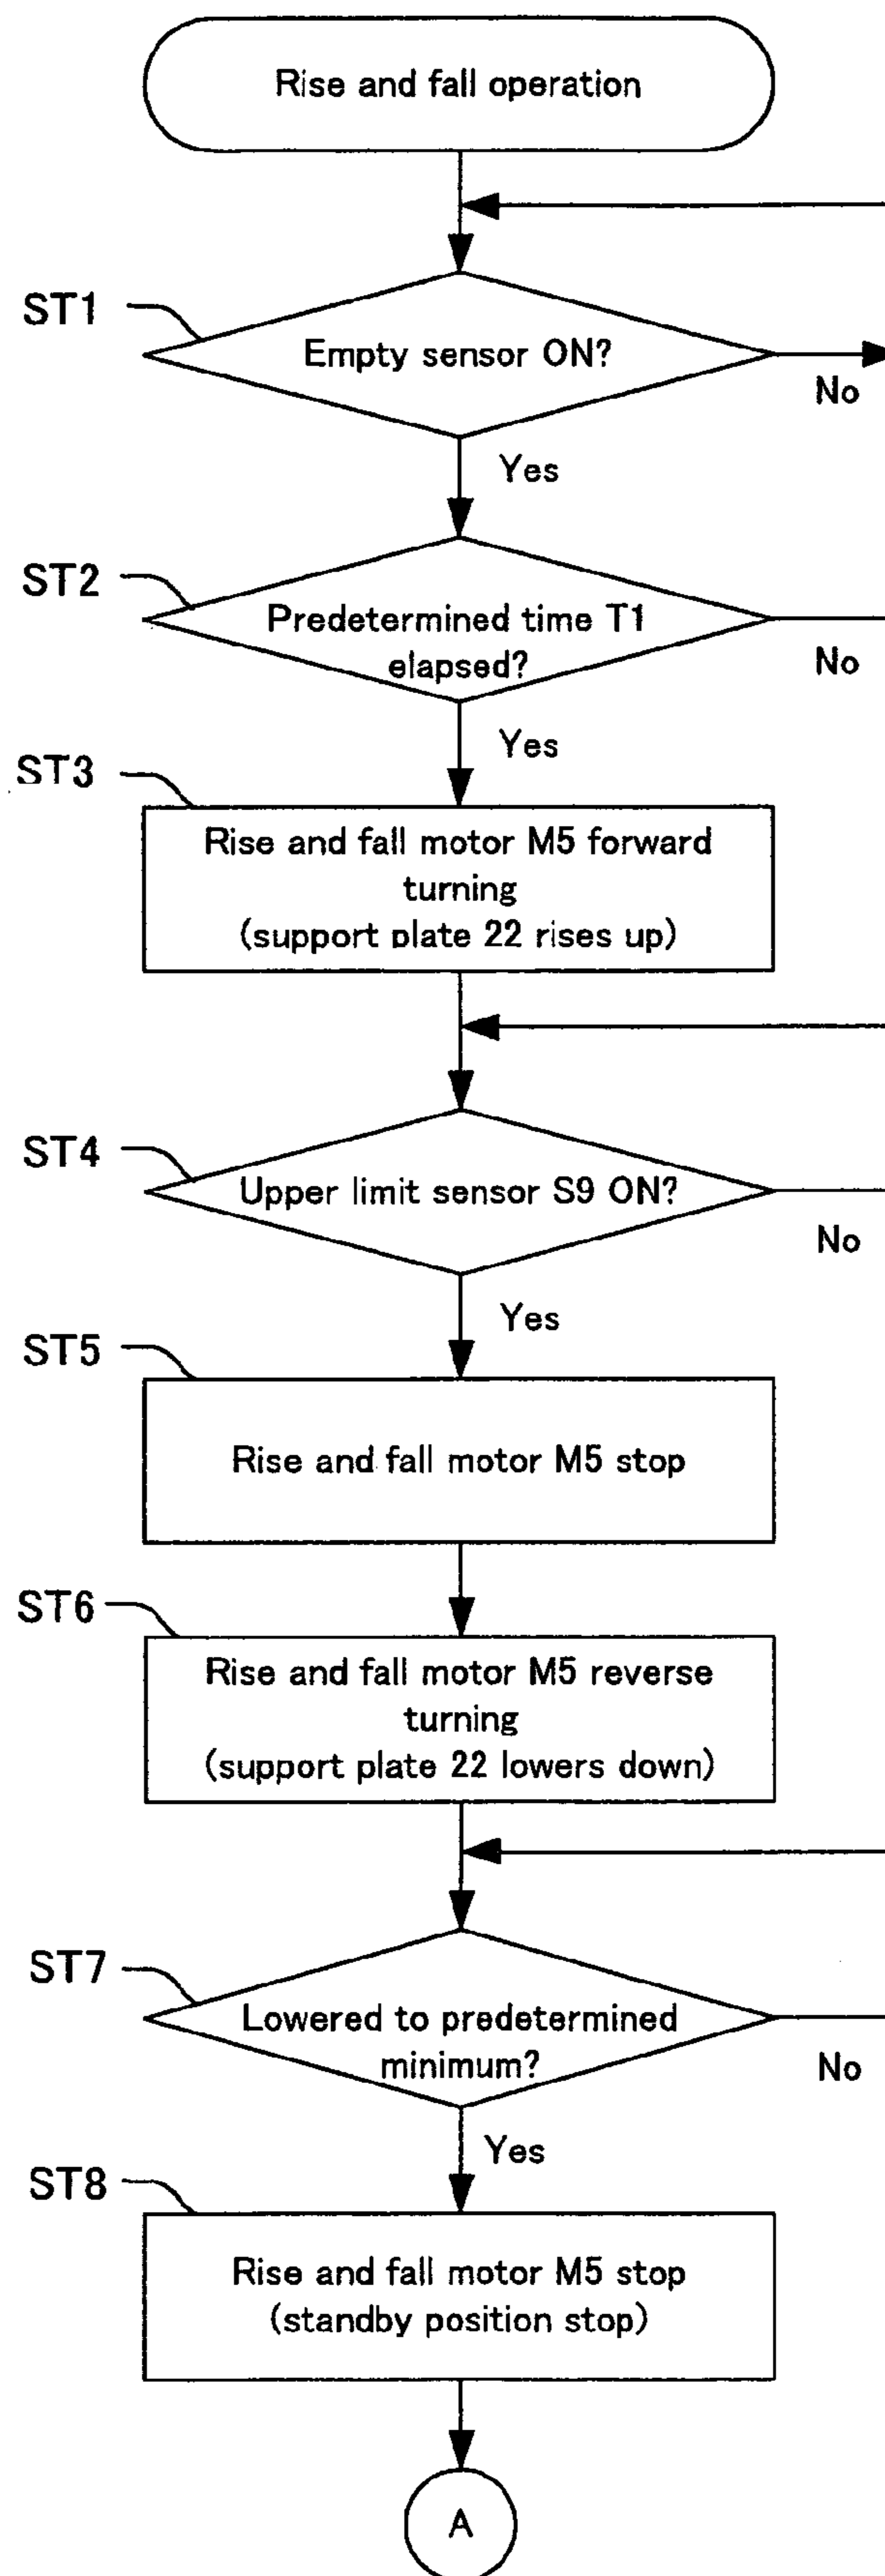 Rise and fall operation
ST1
Empty sensor ON?
No
Yes
ST2
Predetermined time T1
elapsed?
No
Yes
ST3
Rise and fall motor M5 forward
turning
(support plate 22 rises up)
ST4
Upper limit sensor S9 ON?
No
Yes
ST5
Rise and fall motor M5 stop
ST6
Rise and fall motor M5 reverse
turning
(support plate 22 lowers down)
ST7
Lowered to predetermined
minimum?
No
Yes
ST8
Rise and fall motor M5 stop
(standby position stop)
A